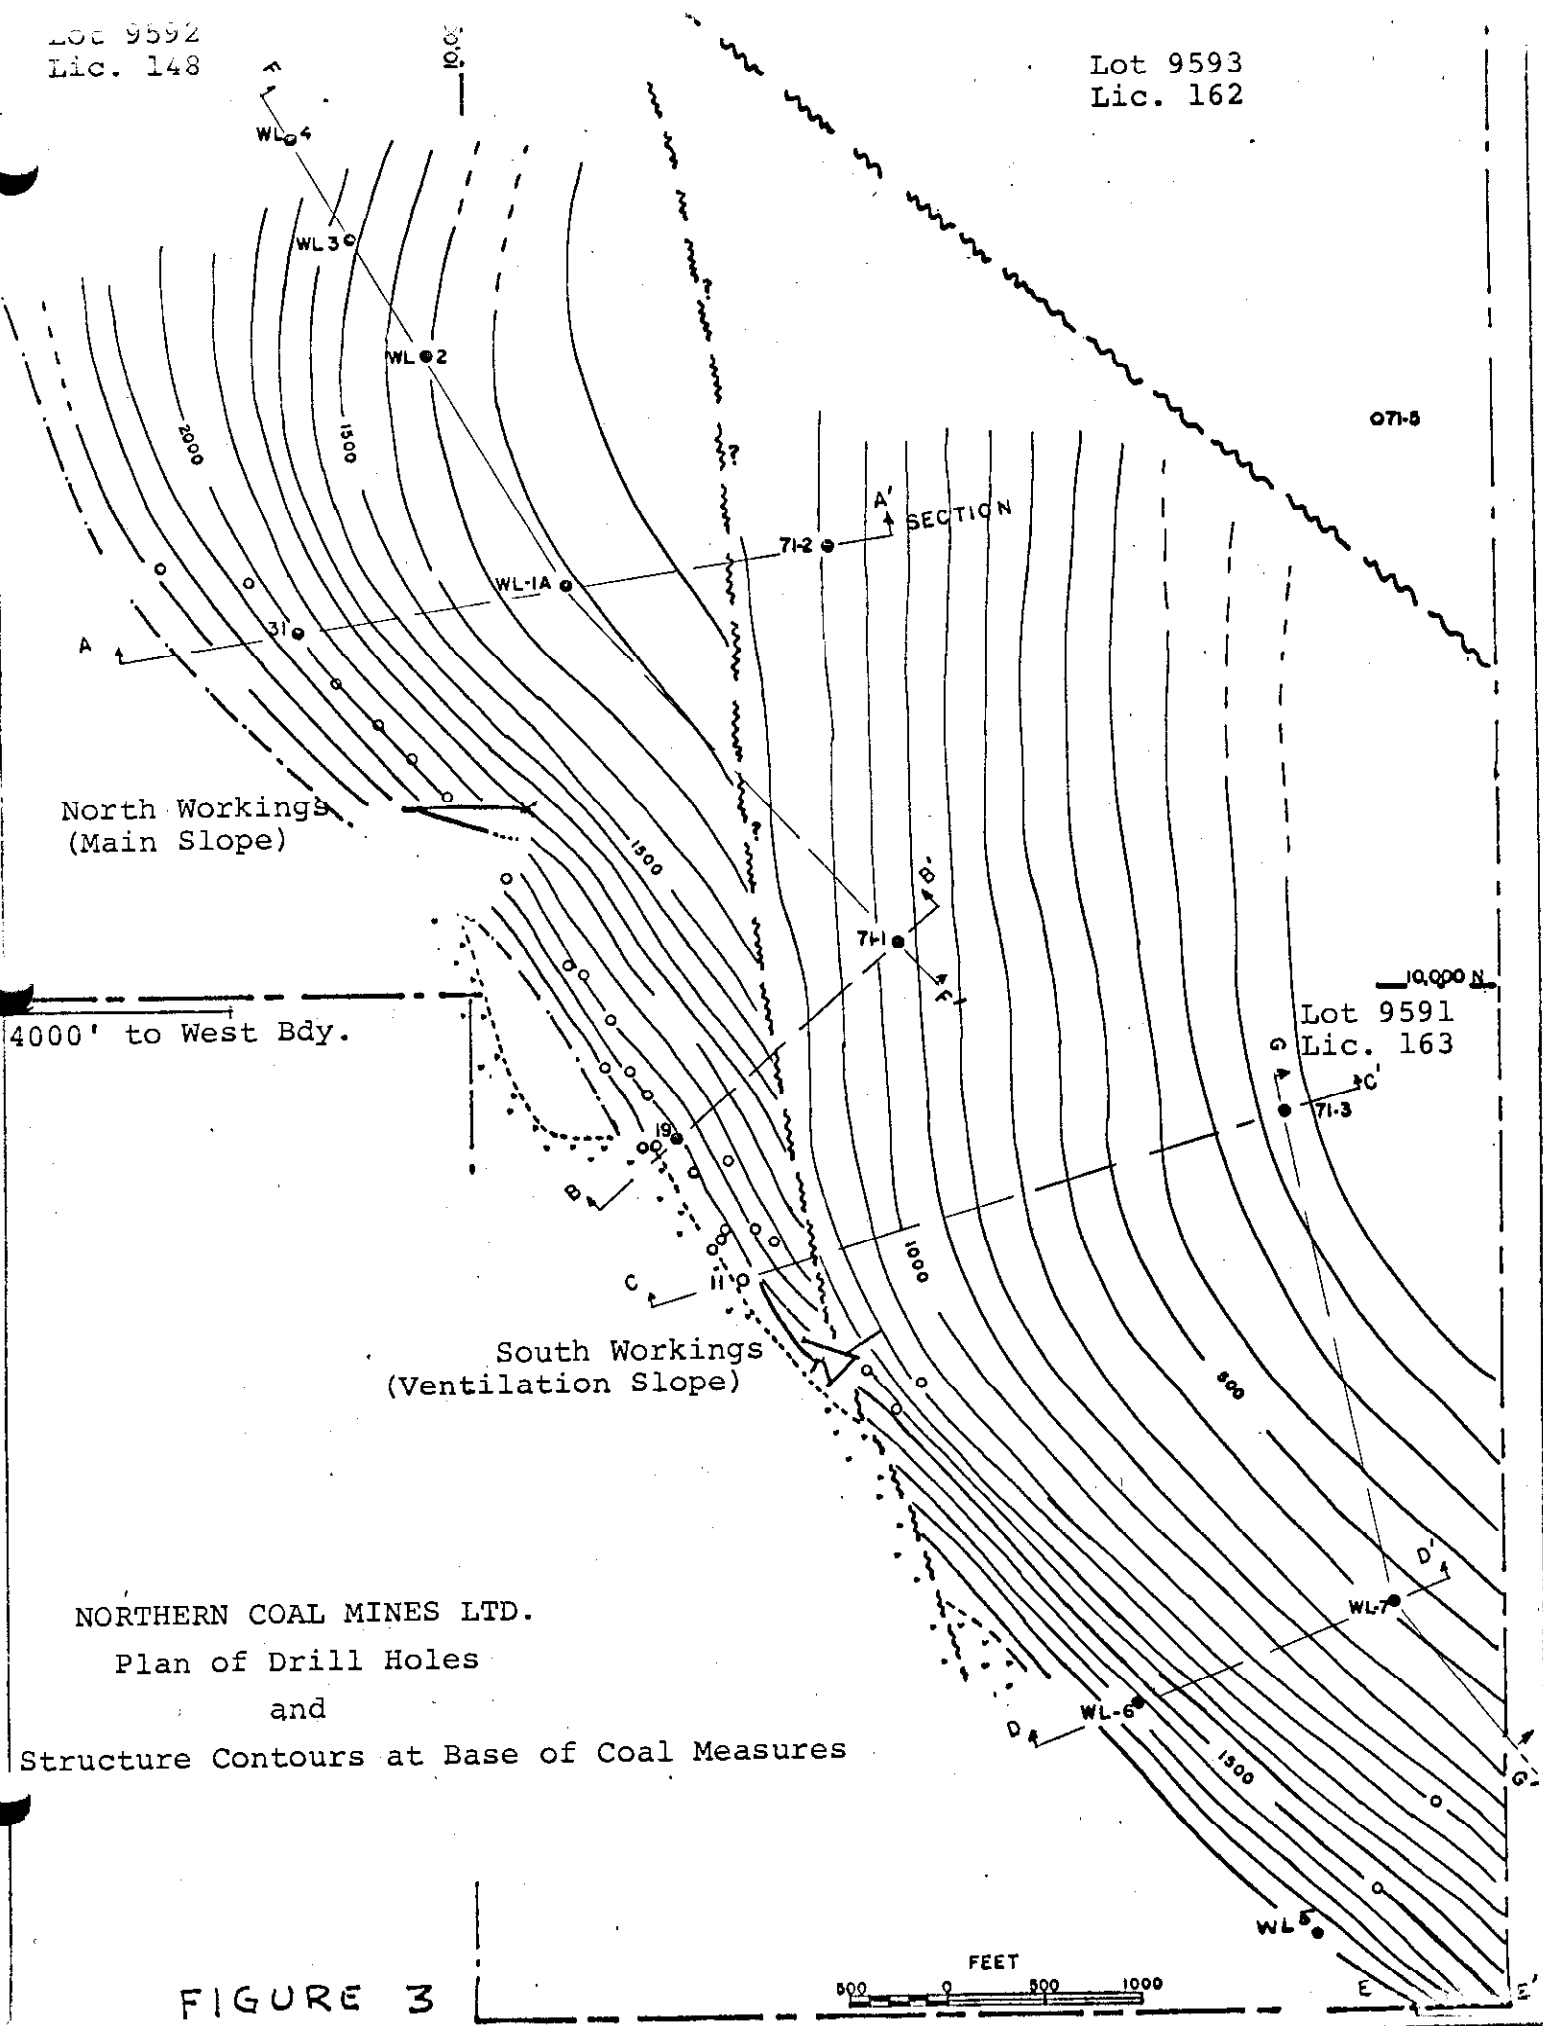 Lot 9592
Lic. 148
10,0
Lot 9593
Lic. 162
F
WL 4
WL 3
WL 2
?
2000
1500
?
071-5
A'
SECTION
71-2
WL-1A
31
A
North Workings
(Main Slope)
1500
?
B'
71-1
F'
10,000 N
4000' to West Bdy.
Lot 9591
Lic. 163
G
C'
71-3
19
B
1000
C
11
South Workings
(Ventilation Slope)
500
D'
WL-7
NORTHERN COAL MINES LTD.
Plan of Drill Holes
and
Structure Contours at Base of Coal Measures
WL-6
D
1500
G'
WL 5
FEET
500 0 500 1000
E
E'
FIGURE 3